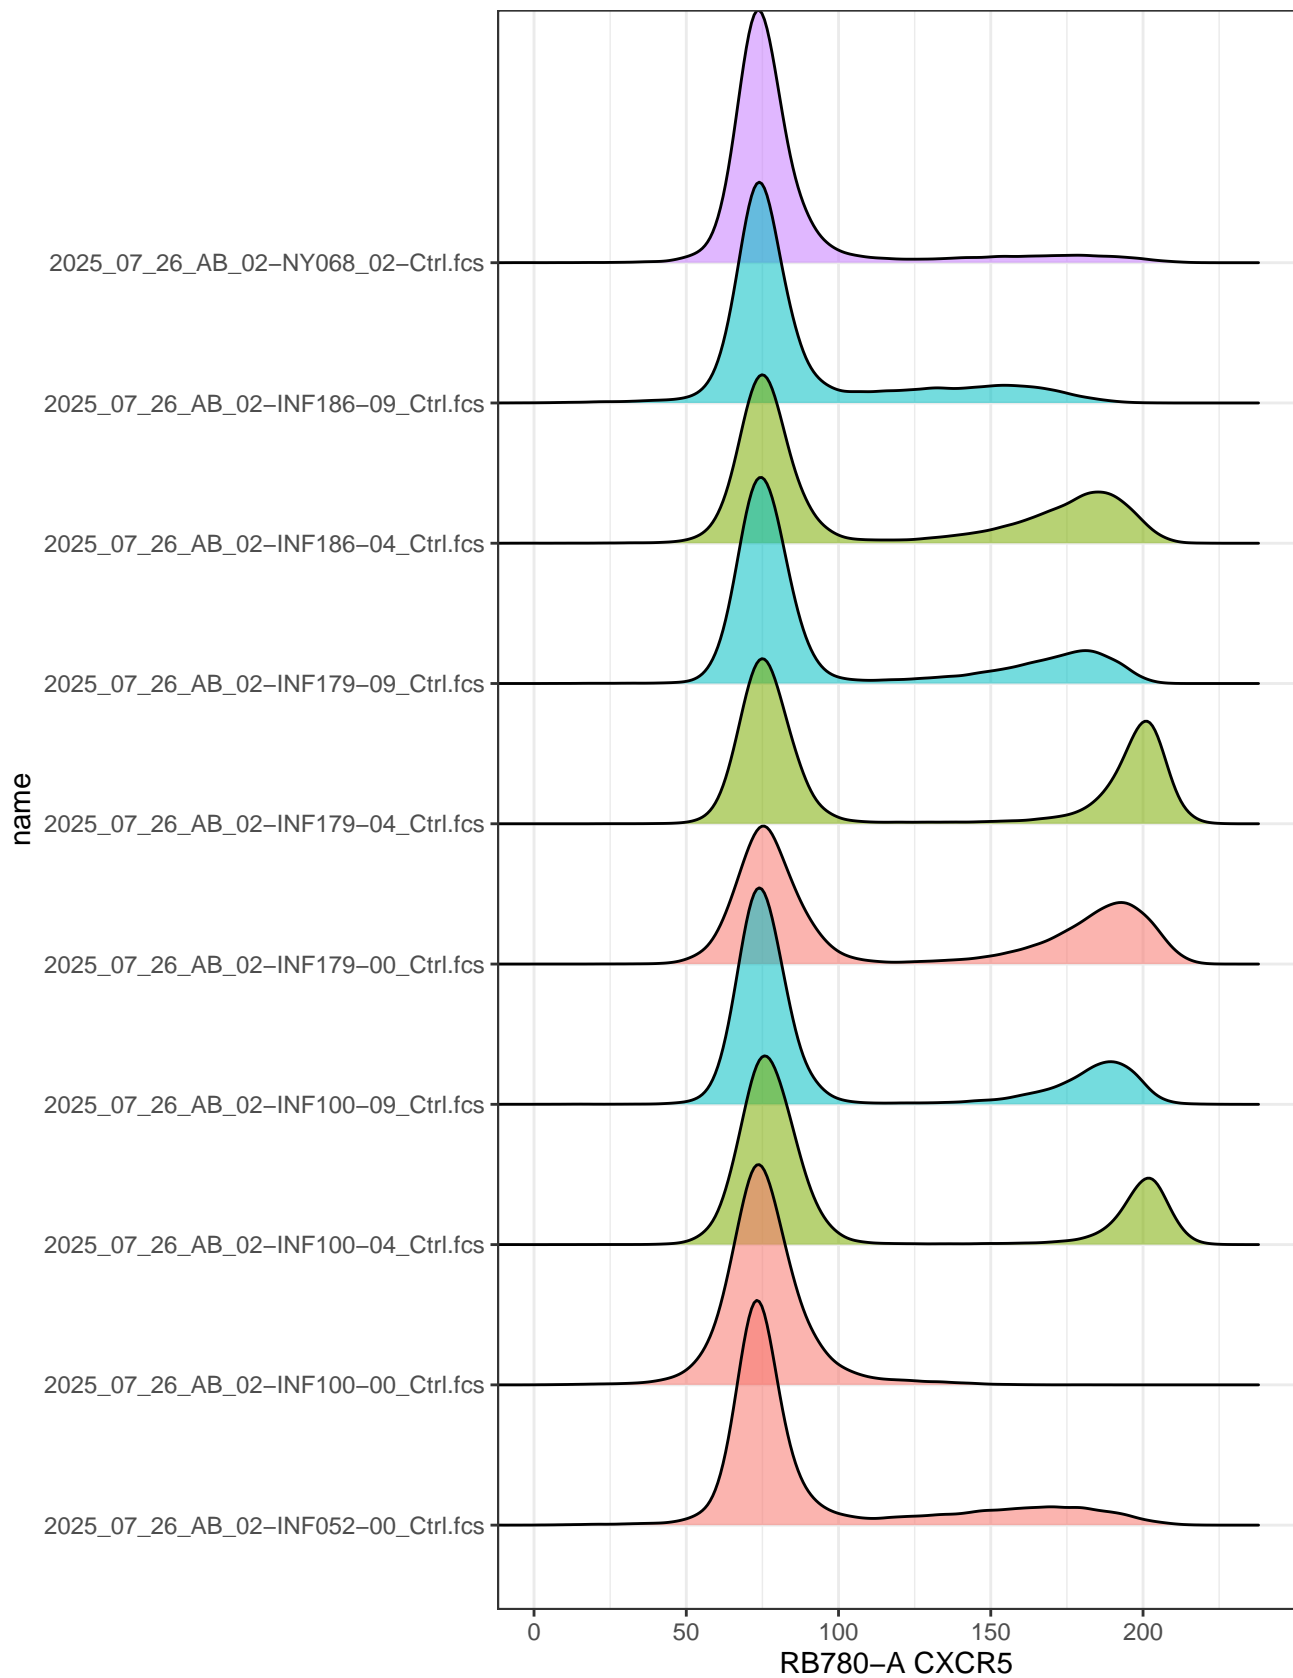 2025_07_26_AB_02−NY068_02−Ctrl.fcs
2025_07_26_AB_02−INF186−09_Ctrl.fcs
2025_07_26_AB_02−INF186−04_Ctrl.fcs
2025_07_26_AB_02−INF179−09_Ctrl.fcs
2025_07_26_AB_02−INF179−04_Ctrl.fcs
2025_07_26_AB_02−INF179−00_Ctrl.fcs
2025_07_26_AB_02−INF100−09_Ctrl.fcs
2025_07_26_AB_02−INF100−04_Ctrl.fcs
2025_07_26_AB_02−INF100−00_Ctrl.fcs
2025_07_26_AB_02−INF052−00_Ctrl.fcs
name
0 50 100 150 200
RB780−A CXCR5